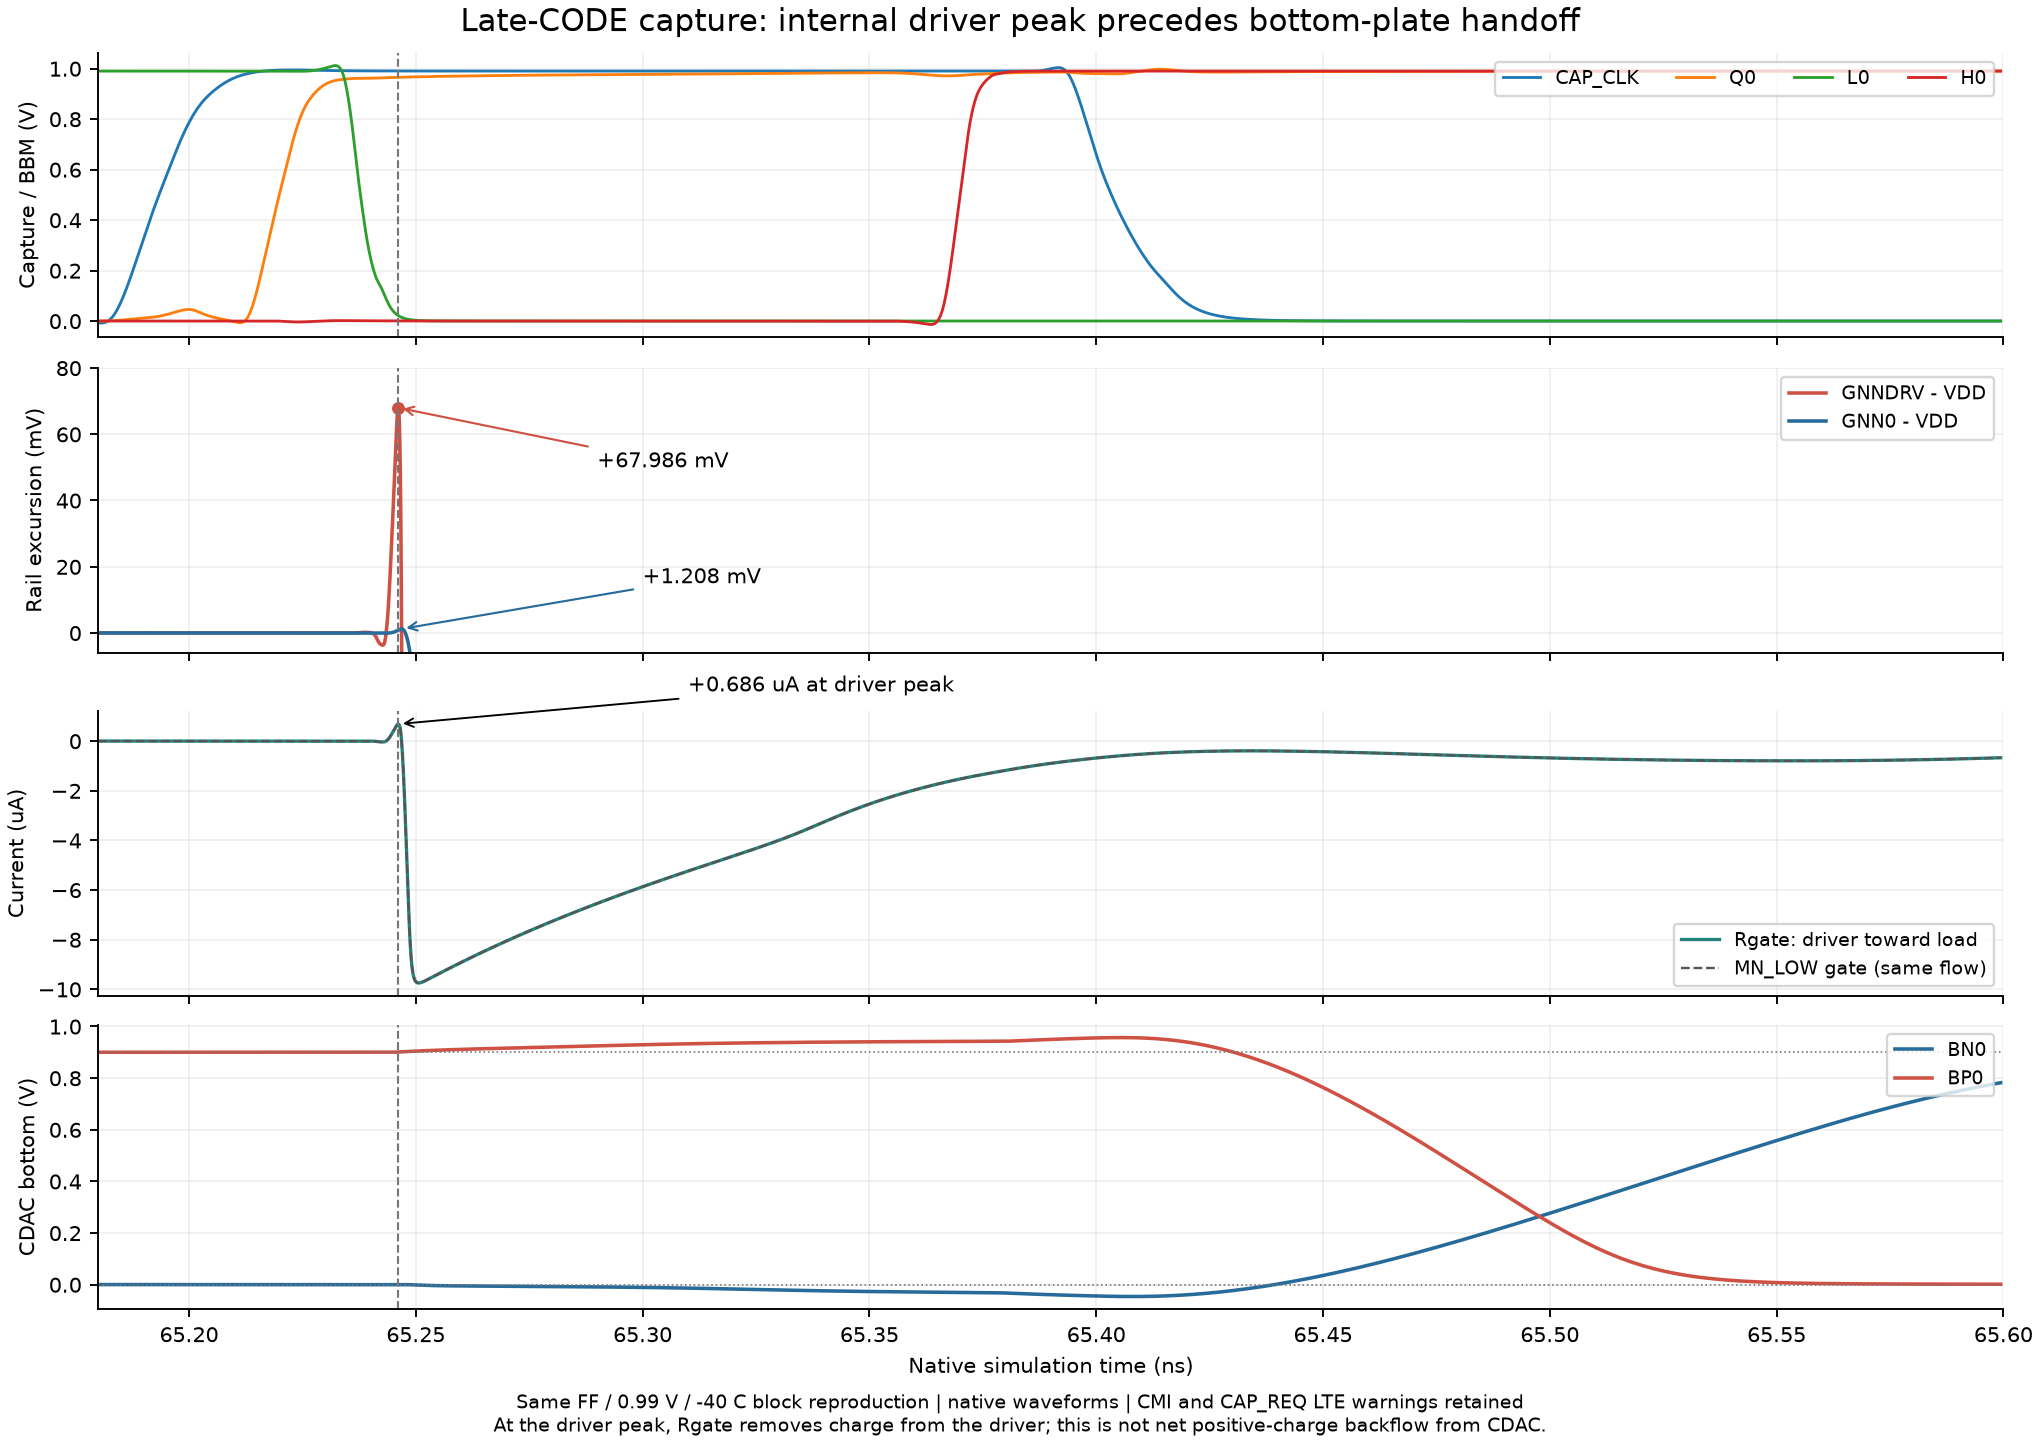 Late-CODE capture: internal driver peak precedes bottom-plate handoff
Capture / BBM (V)
1.0
0.8
0.6
0.4
0.2
0.0
CAP_CLK Q0 L0 H0
Rail excursion (mV)
80
60
40
20
0
GNNDRV - VDD
GNN0 - VDD
+67.986 mV
+1.208 mV
+0.686 uA at driver peak
Current (uA)
0
−2
−4
−6
−8
−10
Rgate: driver toward load
MN_LOW gate (same flow)
CDAC bottom (V)
1.0
0.8
0.6
0.4
0.2
0.0
BN0
BP0
65.20 65.25 65.30 65.35 65.40 65.45 65.50 65.55 65.60
Native simulation time (ns)
Same FF / 0.99 V / -40 C block reproduction | native waveforms | CMI and CAP_REQ LTE warnings retained
At the driver peak, Rgate removes charge from the driver; this is not net positive-charge backflow from CDAC.